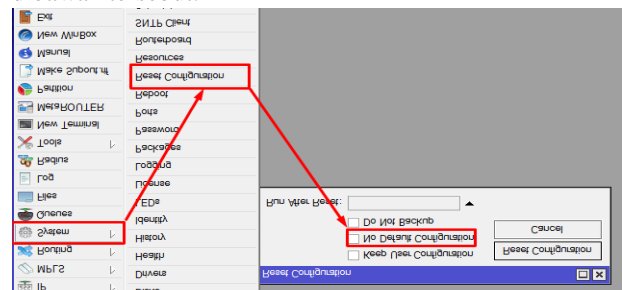 IP
MPLS
Routing
System
Queues
Files
Log
Radius
Tools
New Terminal
MetaROUTER
Partition
Make Supout.rif
Manual
New WinBox
Exit
Drivers
Health
History
Identity
LEDs
License
Logging
Packages
Password
Ports
Reboot
Reset Configuration
Resources
Routerboard
SNTP Client
Reset Configuration
Keep User Configuration
No Default Configuration
Do Not Backup
Run After Reset:
Reset Configuration
Cancel